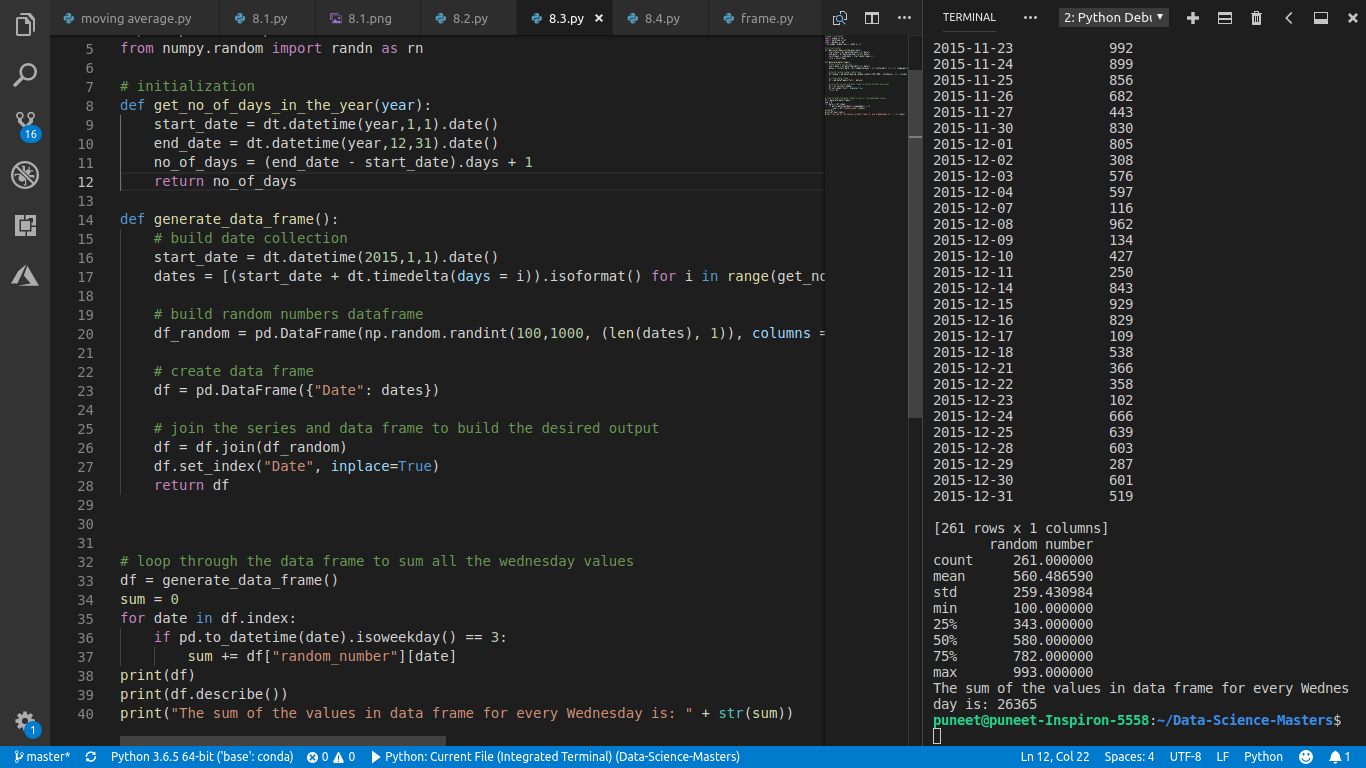 moving average.py 8.1.py 8.1.png 8.2.py 8.3.py 8.4.py frame.py
5 from numpy.random import randn as rn
6
7 # initialization
8 def get_no_of_days_in_the_year(year):
9 start_date = dt.datetime(year,1,1).date()
10 end_date = dt.datetime(year,12,31).date()
11 no_of_days = (end_date - start_date).days + 1
12 return no_of_days
13
14 def generate_data_frame():
15 # build date collection
16 start_date = dt.datetime(2015,1,1).date()
17 dates = [(start_date + dt.timedelta(days = i)).isoformat() for i in range(get_no
18
19 # build random numbers dataframe
20 df_random = pd.DataFrame(np.random.randint(100,1000, (len(dates), 1)), columns =
21
22 # create data frame
23 df = pd.DataFrame({"Date": dates})
24
25 # join the series and data frame to build the desired output
26 df = df.join(df_random)
27 df.set_index("Date", inplace=True)
28 return df
29
30
31
32 # loop through the data frame to sum all the wednesday values
33 df = generate_data_frame()
34 sum = 0
35 for date in df.index:
36 if pd.to_datetime(date).isoweekday() == 3:
37 sum += df["random_number"][date]
38 print(df)
39 print(df.describe())
40 print("The sum of the values in data frame for every Wednesday is: " + str(sum))
16
1
TERMINAL 2: Python Debu
2015-11-23 992
2015-11-24 899
2015-11-25 856
2015-11-26 682
2015-11-27 443
2015-11-30 830
2015-12-01 805
2015-12-02 308
2015-12-03 576
2015-12-04 597
2015-12-07 116
2015-12-08 962
2015-12-09 134
2015-12-10 427
2015-12-11 250
2015-12-14 843
2015-12-15 929
2015-12-16 829
2015-12-17 109
2015-12-18 538
2015-12-21 366
2015-12-22 358
2015-12-23 102
2015-12-24 666
2015-12-25 639
2015-12-28 603
2015-12-29 287
2015-12-30 601
2015-12-31 519
[261 rows x 1 columns]
random number
count 261.000000
mean 560.486590
std 259.430984
min 100.000000
25% 343.000000
50% 580.000000
75% 782.000000
max 993.000000
The sum of the values in data frame for every Wednes
day is: 26365
puneet@puneet-Inspiron-5558:~/Data-Science-Masters$
master* Python 3.6.5 64-bit ('base': conda) 0 0 Python: Current File (Integrated Terminal) (Data-Science-Masters) Ln 12, Col 22 Spaces: 4 UTF-8 LF Python 1